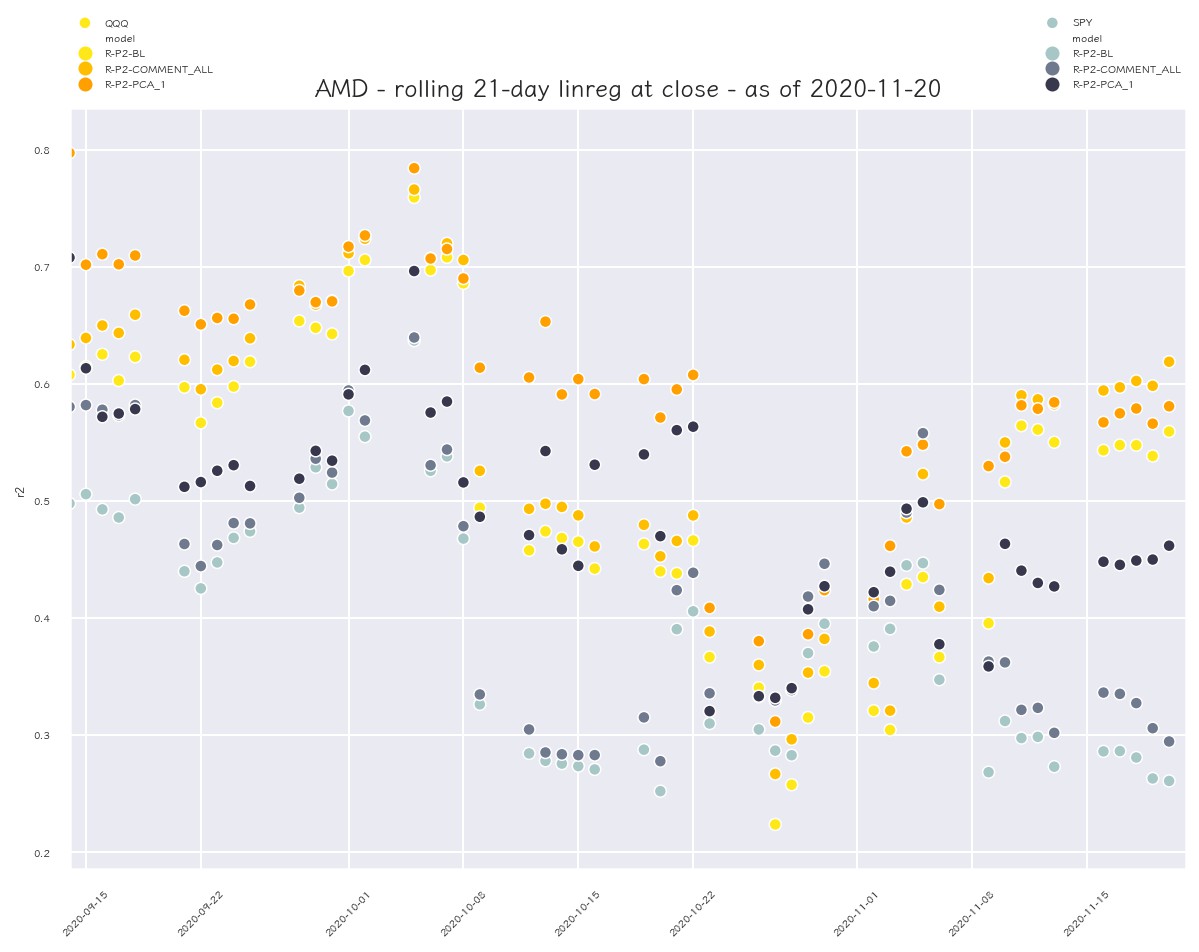 QQQ
model
R-P2-BL
R-P2-COMMENT_ALL
R-P2-PCA_1
SPY
model
R-P2-BL
R-P2-COMMENT_ALL
R-P2-PCA_1
AMD - rolling 21-day linreg at close - as of 2020-11-20
0.8
0.7
0.6
0.5
0.4
0.3
0.2
r2
2020-09-15
2020-09-22
2020-10-01
2020-10-08
2020-10-15
2020-10-22
2020-11-01
2020-11-08
2020-11-15